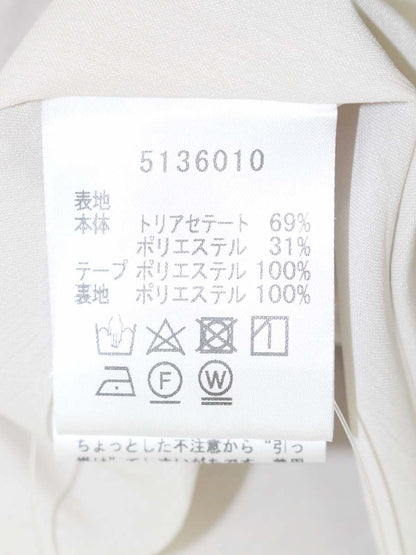 5136010
表地
本体 トリアセテート 69%
ポリエステル 31%
テープ ポリエステル 100%
表地 ポリエステル 100%
F W
ちょっとした不注意から"引っ